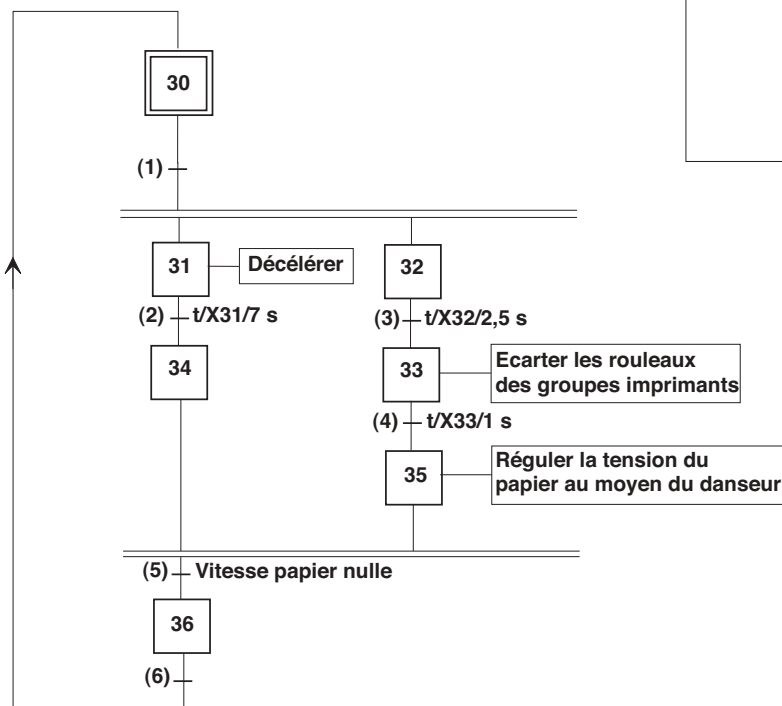 30
(1)
31
Décélérer
32
(2) t/X31/7 s
(3) t/X32/2,5 s
34
33
Ecarter les rouleaux
des groupes imprimants
(4) t/X33/1 s
35
Réguler la tension du
papier au moyen du danseur
(5) Vitesse papier nulle
36
(6)